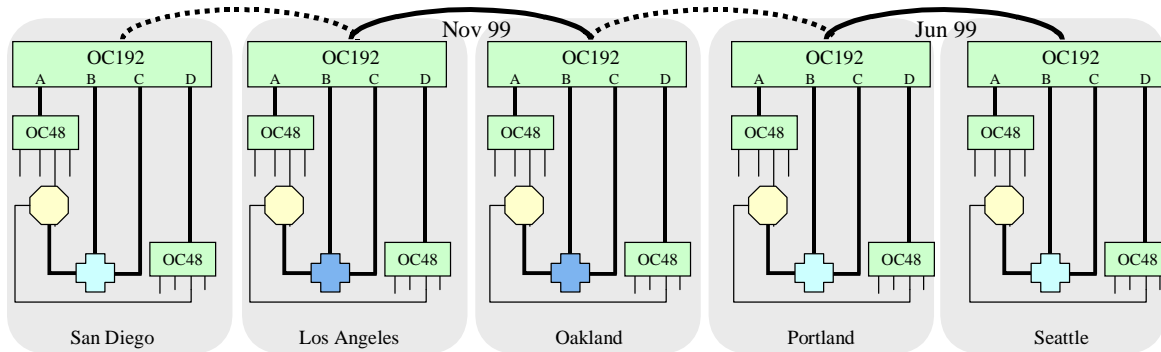 Nov 99
Jun 99
OC192
OC192
OC192
OC192
OC192
A B C D
A B C D
A B C D
A B C D
A B C D
OC48
OC48
OC48
OC48
OC48
OC48
OC48
OC48
OC48
OC48
San Diego
Los Angeles
Oakland
Portland
Seattle